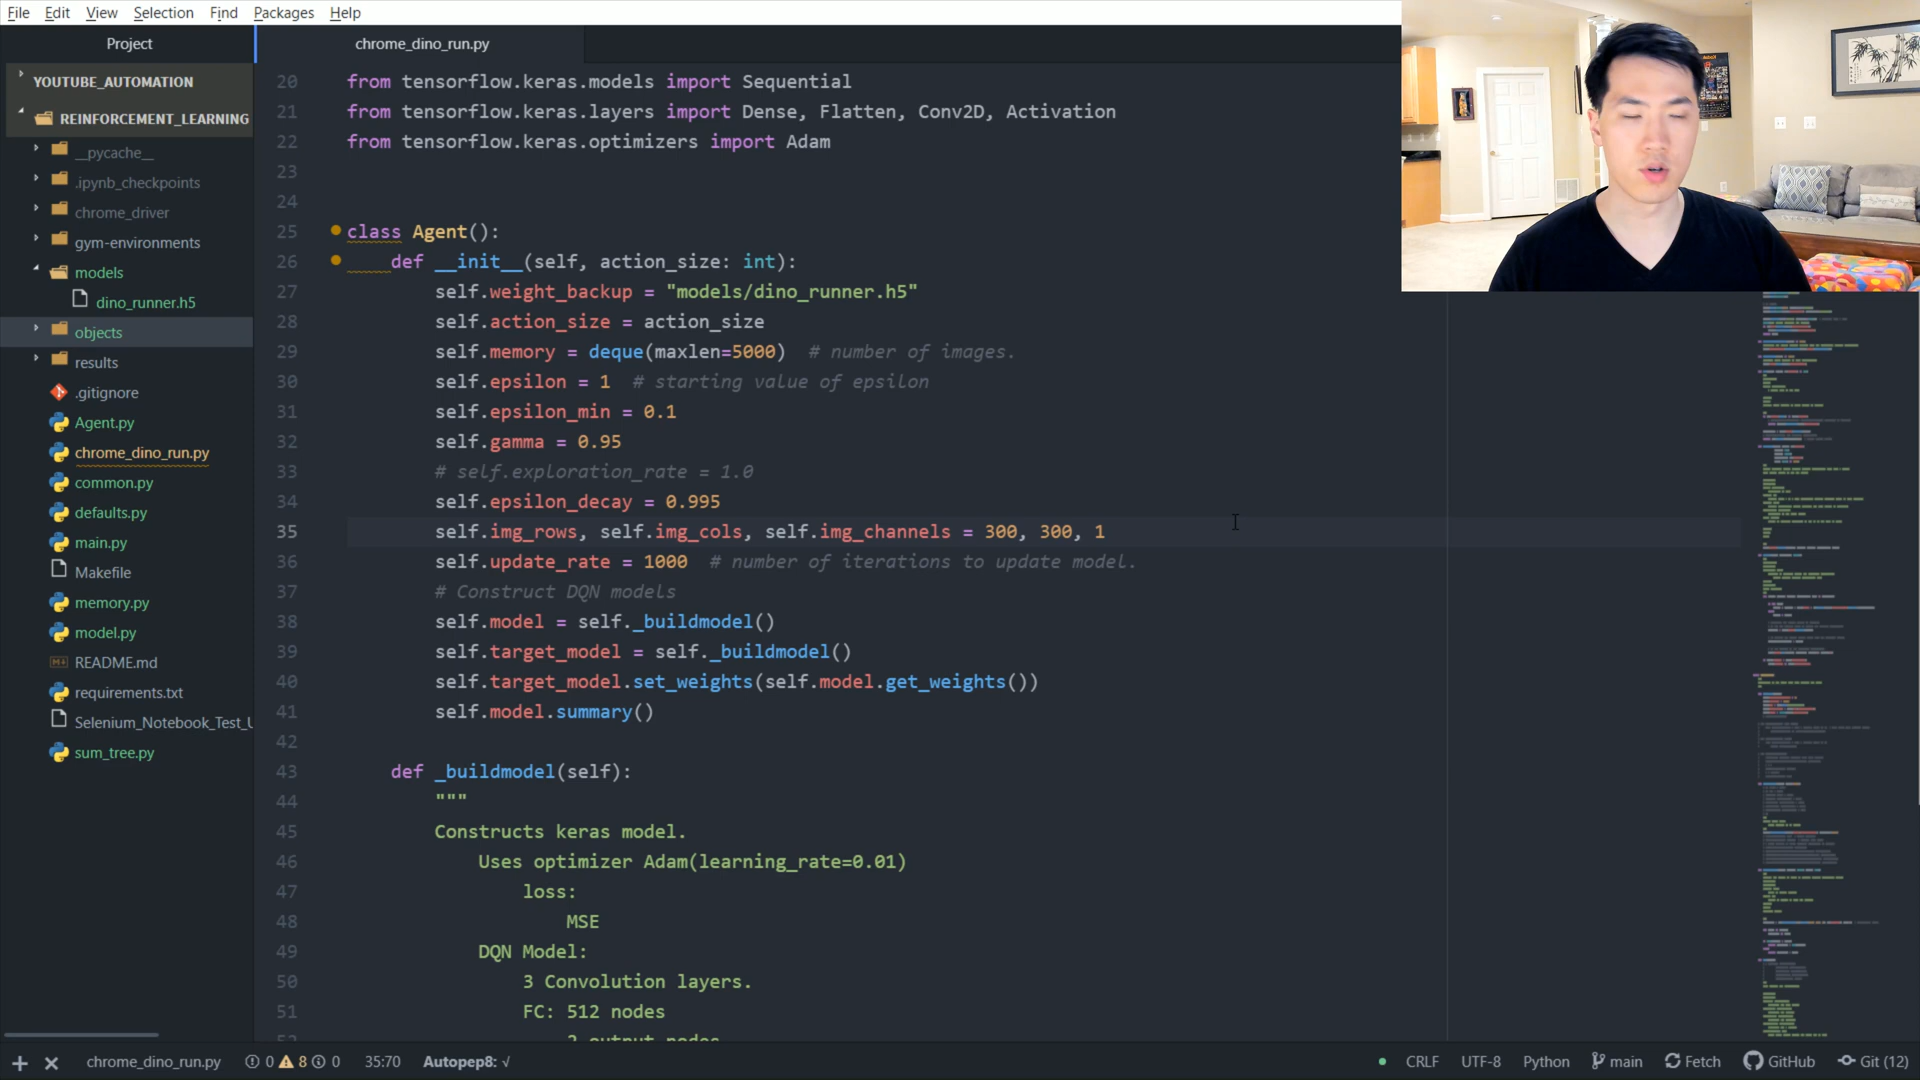 File Edit View Selection Find Packages Help
Project
chrome_dino_run.py
YOUTUBE_AUTOMATION
REINFORCEMENT_LEARNING
__pycache__
.ipynb_checkpoints
chrome_driver
gym-environments
models
dino_runner.h5
objects
results
.gitignore
Agent.py
chrome_dino_run.py
common.py
defaults.py
main.py
Makefile
memory.py
model.py
README.md
requirements.txt
Selenium_Notebook_Test_U
sum_tree.py
20 from tensorflow.keras.models import Sequential
21 from tensorflow.keras.layers import Dense, Flatten, Conv2D, Activation
22 from tensorflow.keras.optimizers import Adam
23
24
25 class Agent():
26 def __init__(self, action_size: int):
27 self.weight_backup = "models/dino_runner.h5"
28 self.action_size = action_size
29 self.memory = deque(maxlen=5000) # number of images.
30 self.epsilon = 1 # starting value of epsilon
31 self.epsilon_min = 0.1
32 self.gamma = 0.95
33 # self.exploration_rate = 1.0
34 self.epsilon_decay = 0.995
35 self.img_rows, self.img_cols, self.img_channels = 300, 300, 1
36 self.update_rate = 1000 # number of iterations to update model.
37 # Construct DQN models
38 self.model = self._buildmodel()
39 self.target_model = self._buildmodel()
40 self.target_model.set_weights(self.model.get_weights())
41 self.model.summary()
42
43 def _buildmodel(self):
44 """
45 Constructs keras model.
46 Uses optimizer Adam(learning_rate=0.01)
47 loss:
48 MSE
49 DQN Model:
50 3 Convolution layers.
51 FC: 512 nodes
chrome_dino_run.py 0 8 0 35:70 Autopep8: √ CRLF UTF-8 Python main Fetch GitHub Git (12)